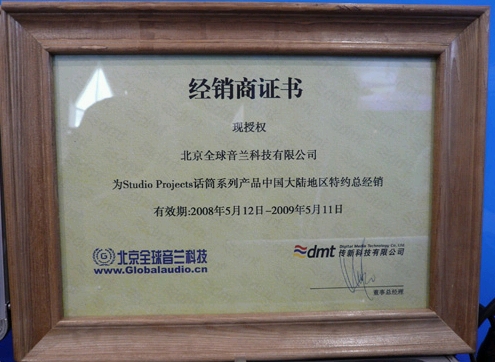 经销商证书
现授权
北京全球音兰科技有限公司
为Studio Projects话筒系列产品中国大陆地区特约总经销
有效期:2008年5月12日-2009年5月11日
北京全球音兰科技
www.Globalaudio.cn
dmt
Digital Media Technology Co., Ltd.
传新科技有限公司
董事总经理